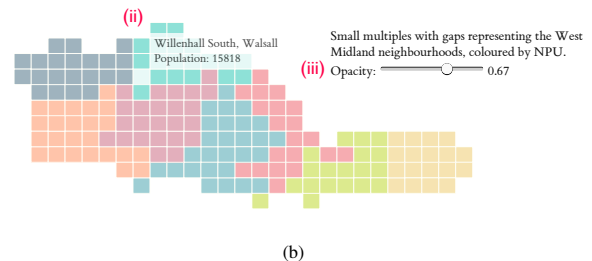 (ii)
Willenhall South, Walsall
Population: 15818
Small multiples with gaps representing the West
Midland neighbourhoods, coloured by NPU.
(iii) Opacity: 0.67
(b)